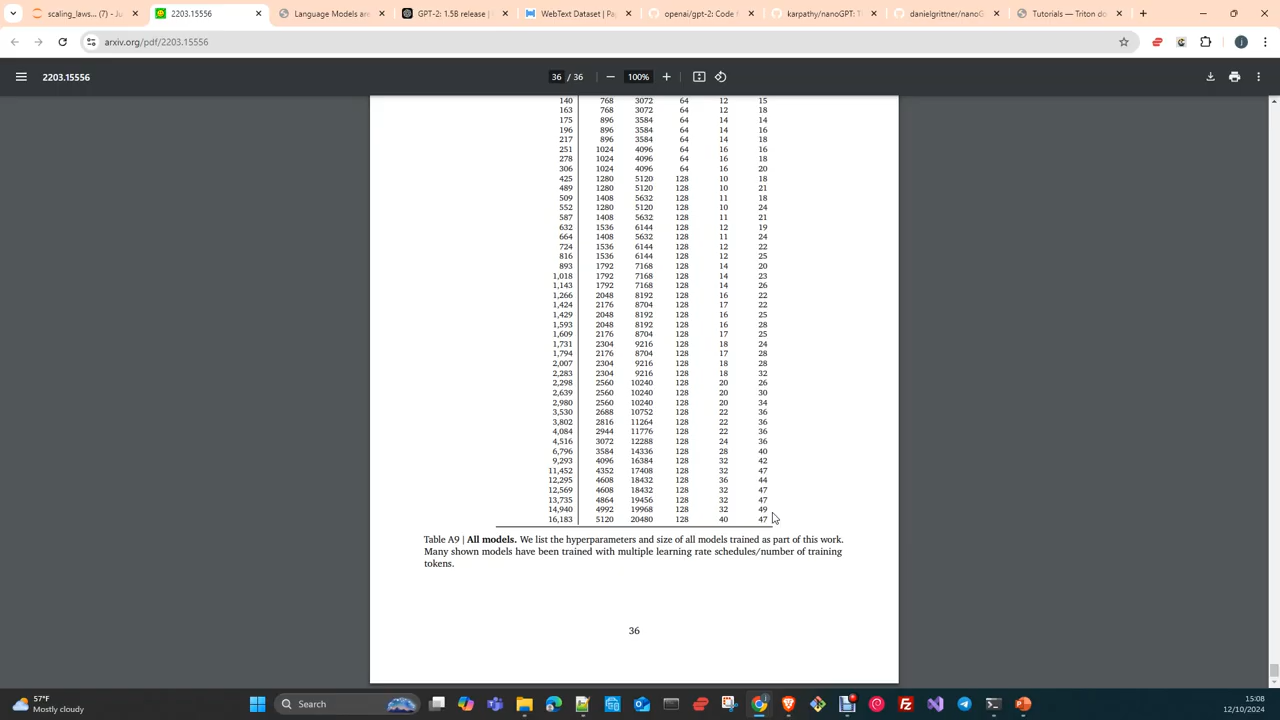 scaling_laws... (7) - Ju
2203.15556
Language Models are
GPT-2: 1.5B release |
WebText Dataset | Pap
openai/gpt-2: Code f
karpathy/nanoGPT:
danielgrittner/nanoG
Tutorials — Triton do
arxiv.org/pdf/2203.15556
2203.15556
36 / 36
100%
140 768 3072 64 12 15
163 768 3072 64 12 18
175 896 3584 64 14 14
196 896 3584 64 14 16
217 896 3584 64 14 18
251 1024 4096 64 16 16
278 1024 4096 64 16 18
306 1024 4096 64 16 20
425 1280 5120 128 10 18
489 1280 5120 128 10 21
509 1408 5632 128 11 18
552 1280 5120 128 10 24
587 1408 5632 128 11 21
632 1536 6144 128 12 19
664 1408 5632 128 11 24
724 1536 6144 128 12 22
816 1536 6144 128 12 25
893 1792 7168 128 14 20
1,018 1792 7168 128 14 23
1,143 1792 7168 128 14 26
1,266 2048 8192 128 16 22
1,424 2176 8704 128 17 22
1,429 2048 8192 128 16 25
1,593 2048 8192 128 16 28
1,609 2176 8704 128 17 25
1,731 2304 9216 128 18 24
1,794 2176 8704 128 17 28
2,007 2304 9216 128 18 28
2,283 2304 9216 128 18 32
2,298 2560 10240 128 20 26
2,639 2560 10240 128 20 30
2,980 2560 10240 128 20 34
3,530 2688 10752 128 22 36
3,802 2816 11264 128 22 36
4,084 2944 11776 128 22 36
4,516 3072 12288 128 24 36
6,796 3584 14336 128 28 40
9,293 4096 16384 128 32 42
11,452 4352 17408 128 32 47
12,295 4608 18432 128 36 44
12,569 4608 18432 128 32 47
13,735 4864 19456 128 32 47
14,940 4992 19968 128 32 49
16,183 5120 20480 128 40 47
Table A9 | All models. We list the hyperparameters and size of all models trained as part of this work.
Many shown models have been trained with multiple learning rate schedules/number of training
tokens.
36
57°F
Mostly cloudy
Search
15:08
12/10/2024